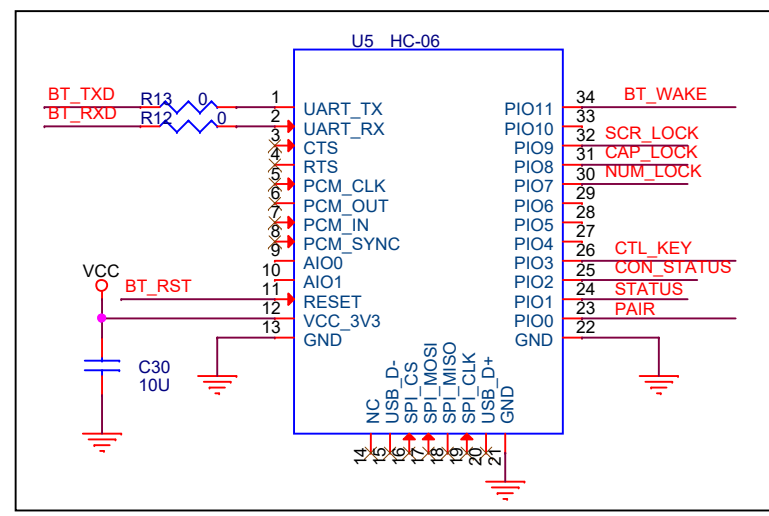 U5 HC-06
BT_TXD R13 0 1 UART_TX
BT_RXD R12 0 2 UART_RX
3 CTS
4 RTS
5 PCM_CLK
6 PCM_OUT
7 PCM_IN
8 PCM_SYNC
9 AIO0
10 AIO1
BT_RST 11 RESET
VCC 12 VCC_3V3
13 GND
C30
10U
PIO11 34 BT_WAKE
PIO10 33
PIO9 32 SCR_LOCK
PIO8 31 CAP_LOCK
PIO7 30 NUM_LOCK
PIO6 29
PIO5 28
PIO4 27
PIO3 26 CTL_KEY
PIO2 25 CON_STATUS
PIO1 24 STATUS
PIO0 23 PAIR
GND 22
NC 14
USB_D- 15
SPI_CS 16
SPI_MOSI 17
SPI_MISO 18
SPI_CLK 19
USB_D+ 20
GND 21